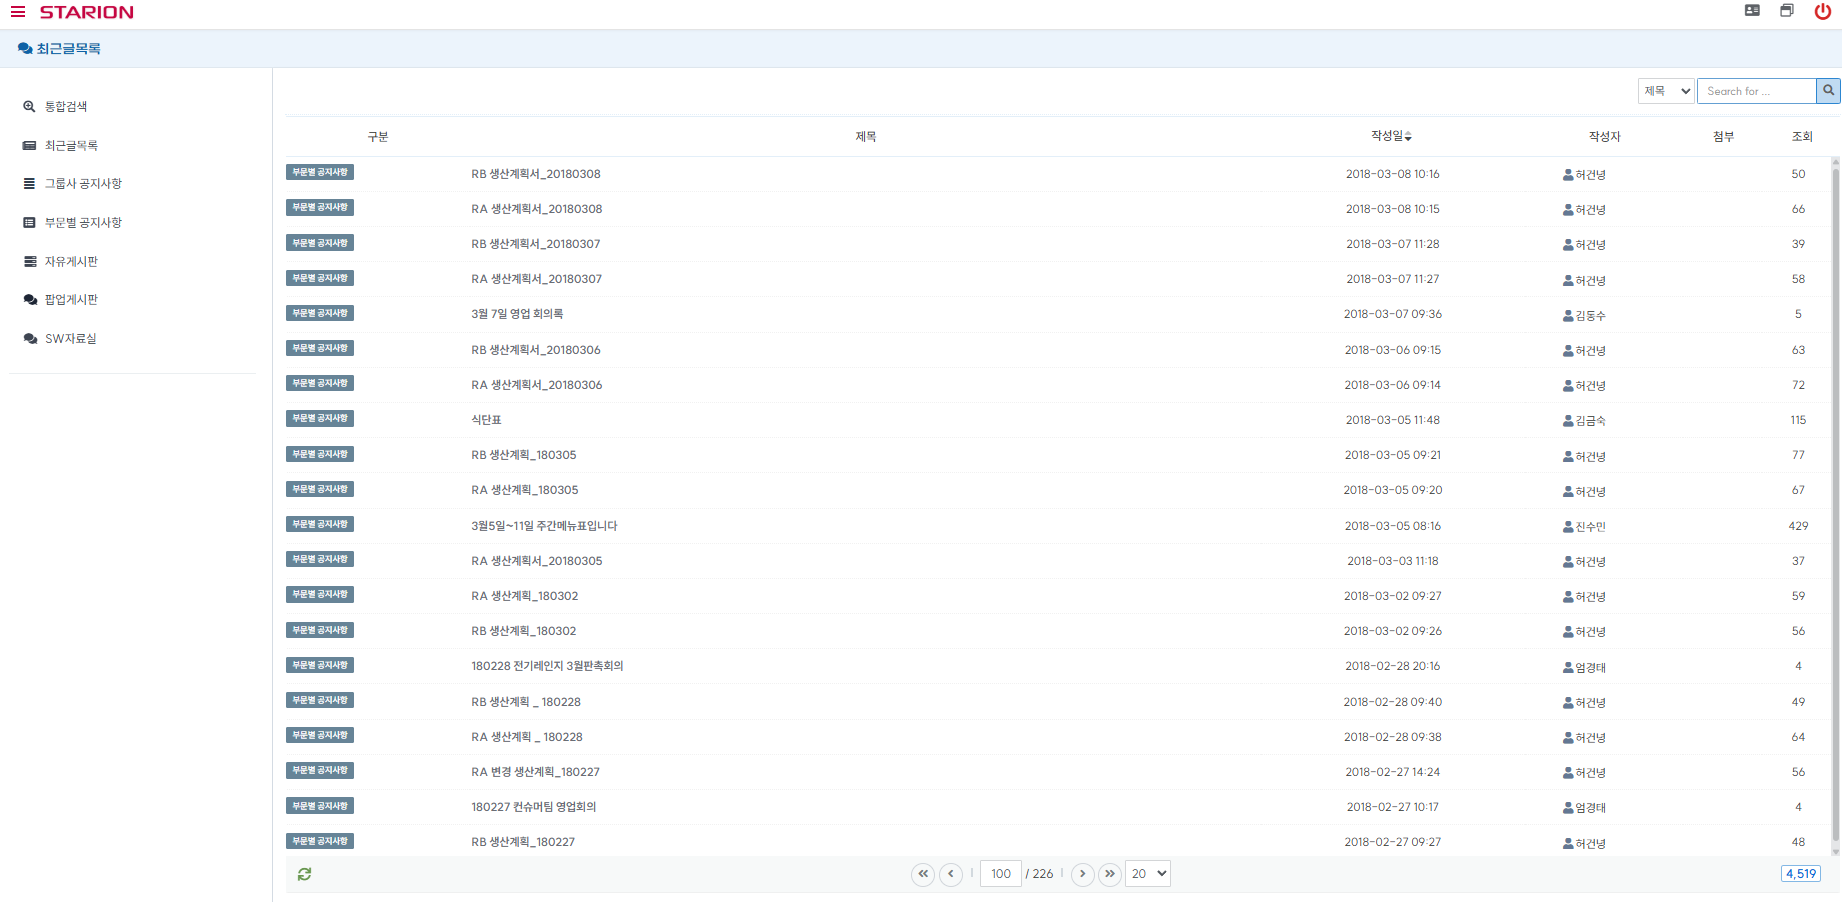 STARION
최근글목록
통합검색
최근글목록
그룹사 공지사항
부문별 공지사항
자유게시판
팝업게시판
SW자료실
제목 Search for ...
구분 제목 작성일 작성자 첨부 조회
부문별 공지사항 RB 생산계획서_20180308 2018-03-08 10:16 허건녕 50
부문별 공지사항 RA 생산계획서_20180308 2018-03-08 10:15 허건녕 66
부문별 공지사항 RB 생산계획서_20180307 2018-03-07 11:28 허건녕 39
부문별 공지사항 RA 생산계획서_20180307 2018-03-07 11:27 허건녕 58
부문별 공지사항 3월 7일 영업 회의록 2018-03-07 09:36 김동수 5
부문별 공지사항 RB 생산계획서_20180306 2018-03-06 09:15 허건녕 63
부문별 공지사항 RA 생산계획서_20180306 2018-03-06 09:14 허건녕 72
부문별 공지사항 식단표 2018-03-05 11:48 김금숙 115
부문별 공지사항 RB 생산계획_180305 2018-03-05 09:21 허건녕 77
부문별 공지사항 RA 생산계획_180305 2018-03-05 09:20 허건녕 67
부문별 공지사항 3월5일~11일 주간메뉴표입니다 2018-03-05 08:16 진수민 429
부문별 공지사항 RA 생산계획서_20180305 2018-03-03 11:18 허건녕 37
부문별 공지사항 RA 생산계획_180302 2018-03-02 09:27 허건녕 59
부문별 공지사항 RB 생산계획_180302 2018-03-02 09:26 허건녕 56
부문별 공지사항 180228 전기레인지 3월판촉회의 2018-02-28 20:16 엄경태 4
부문별 공지사항 RB 생산계획 _ 180228 2018-02-28 09:40 허건녕 49
부문별 공지사항 RA 생산계획 _ 180228 2018-02-28 09:38 허건녕 64
부문별 공지사항 RA 변경 생산계획_180227 2018-02-27 14:24 허건녕 56
부문별 공지사항 180227 컨슈머팀 영업회의 2018-02-27 10:17 엄경태 4
부문별 공지사항 RB 생산계획_180227 2018-02-27 09:27 허건녕 48
100 / 226 20 4,519